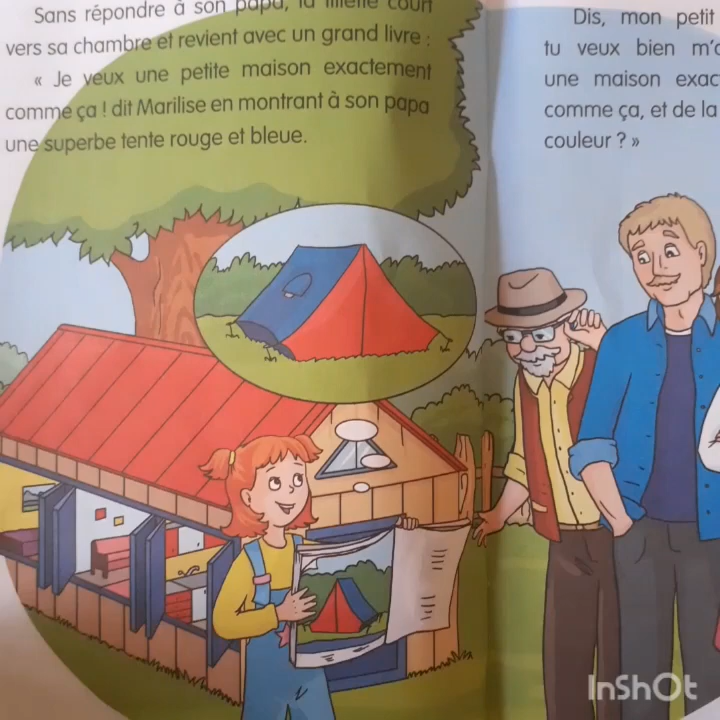 Sans répondre à son papa, la fillette court
vers sa chambre et revient avec un grand livre :
« Je veux une petite maison exactement
comme ça ! dit Marilise en montrant à son papa
une superbe tente rouge et bleue.
Dis, mon petit
tu veux bien
une maison
comme ça, et de la
couleur ? »
InShOt